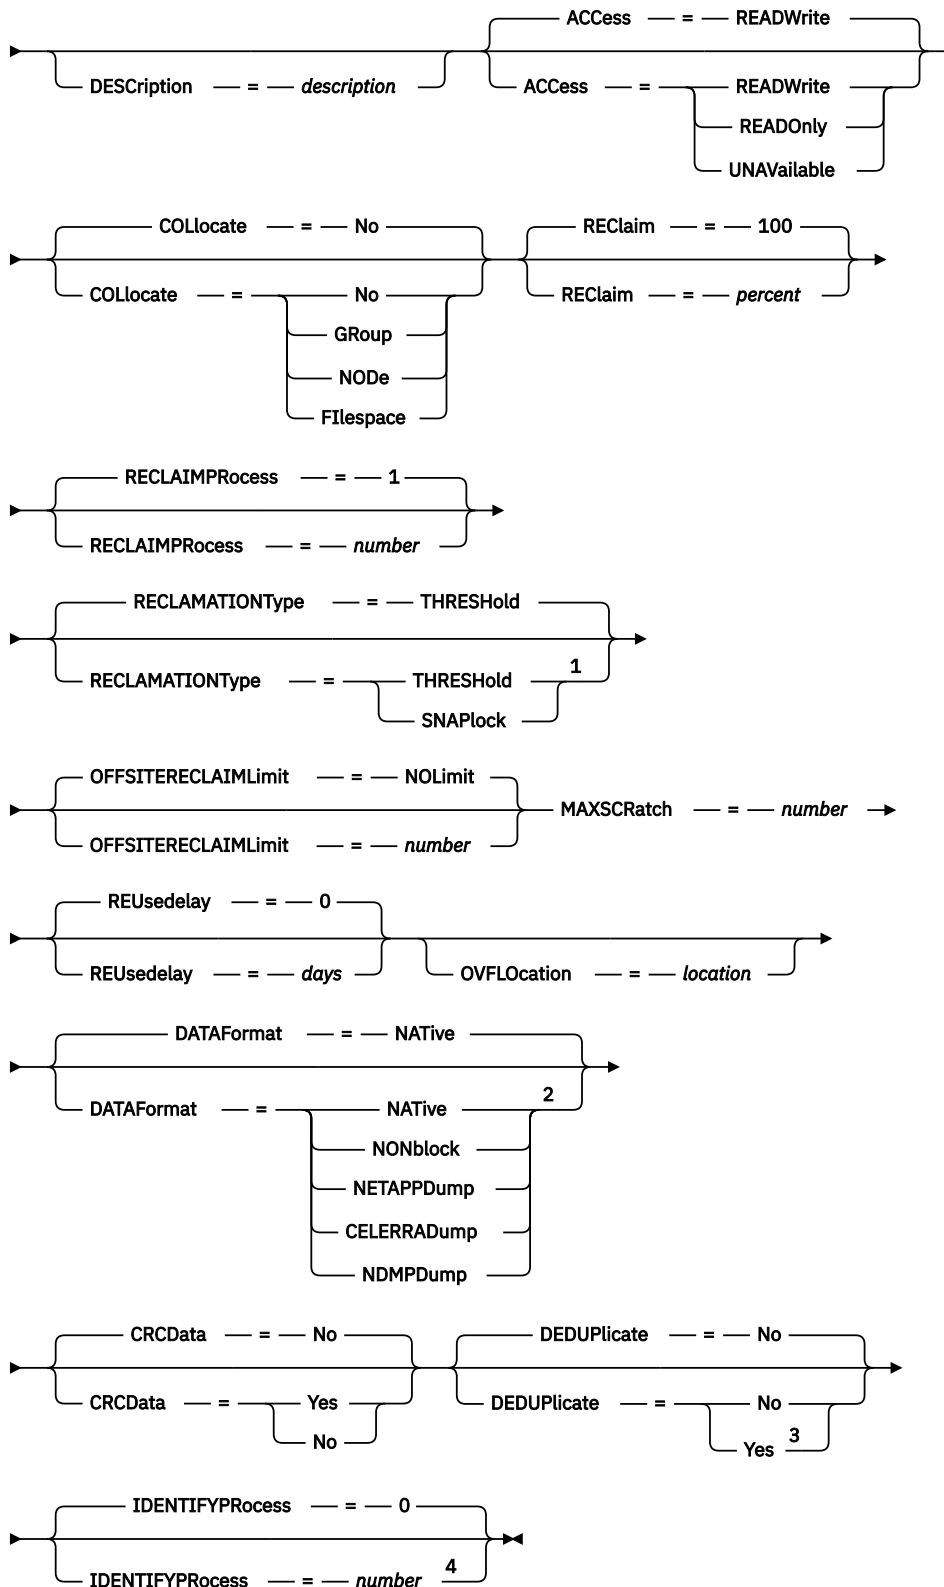 ACCess = READWrite
DESCription = description
ACCess = READWrite
READOnly
UNAVailable
COLlocate = No
REClaim = 100
COLlocate = No
REClaim = percent
GRoup
NODe
FIlespace
RECLAIMPRocess = 1
RECLAIMPRocess = number
RECLAMATIONType = THRESHold
RECLAMATIONType = THRESHold 1
SNAPlock
OFFSITERECLAIMLimit = NOLimit
MAXSCRatch = number
OFFSITERECLAIMLimit = number
REUsedelay = 0
REUsedelay = days
OVFLOcation = location
DATAFormat = NATive
DATAFormat = NATive 2
NONblock
NETAPPDump
CELERRADump
NDMPDump
CRCData = No
DEDUPlicate = No
CRCData = Yes
DEDUPlicate = No
No
Yes 3
IDENTIFYPRocess = 0
IDENTIFYPRocess = number 4